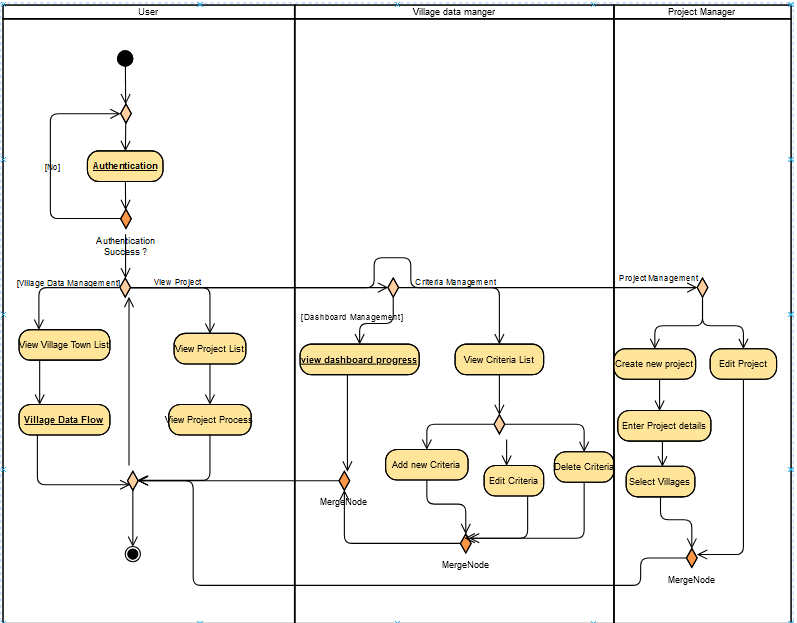 User
Village data manger
Project Manager
[No]
Authentication
Authentication
Success ?
[Village Data Management]
View Project
Criteria Management
Project Management
[Dashboard Management]
View Village Town List
View Project List
view dashboard progress
View Criteria List
Create new project
Edit Project
Village Data Flow
View Project Process
Enter Project details
Add new Criteria
Edit Criteria
Delete Criteria
Select Villages
MergeNode
MergeNode
MergeNode